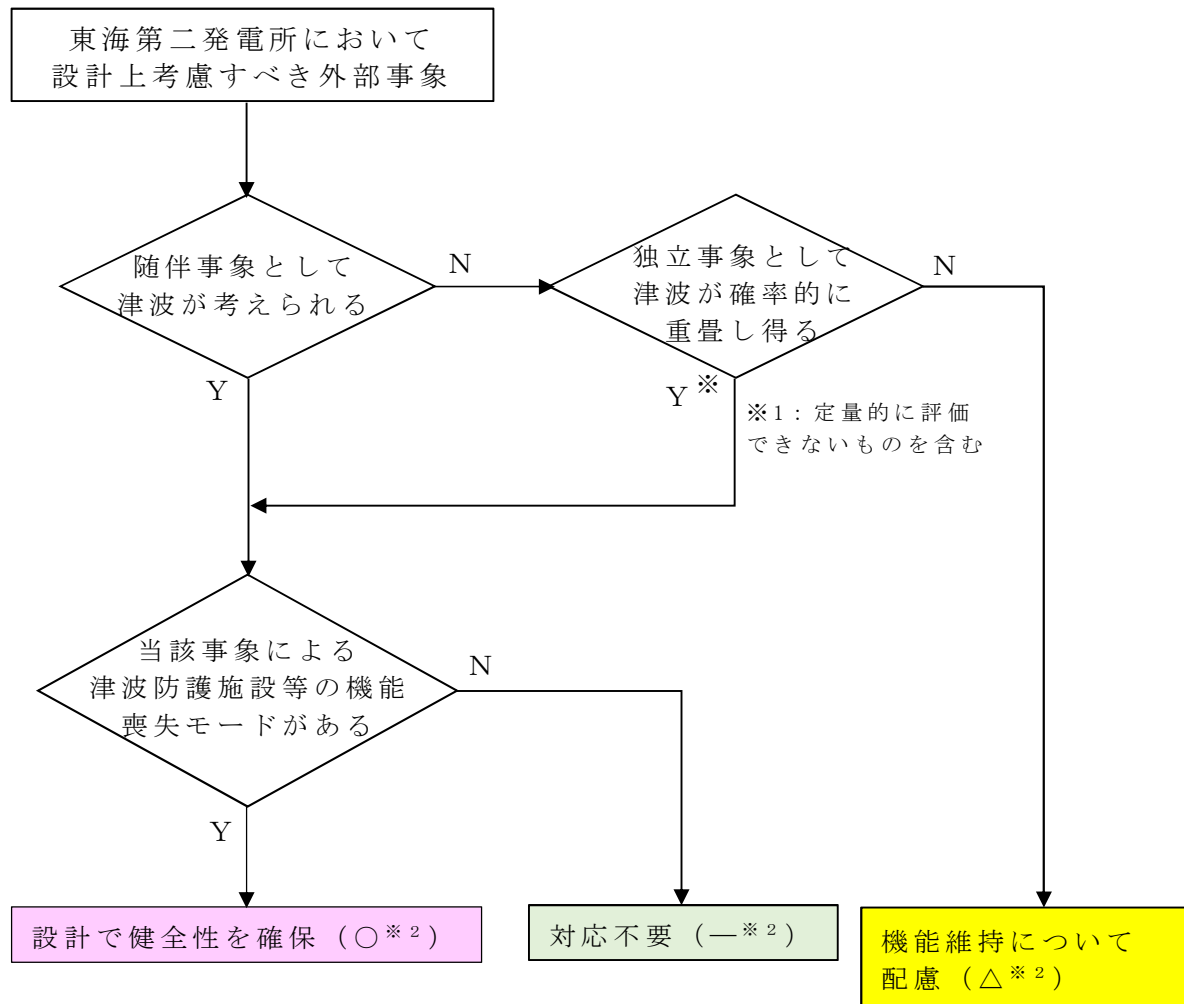 東海第二発電所において
設計上考慮すべき外部事象
随伴事象として
津波が考えられる
N
独立事象として
津波が確率的に
重畳し得る
N
Y
Y※
※1：定量的に評価
できないものを含む
当該事象による
津波防護施設等の機能
喪失モードがある
N
Y
設計で健全性を確保（○※2）
対応不要（―※2）
機能維持について
配慮（△※2）